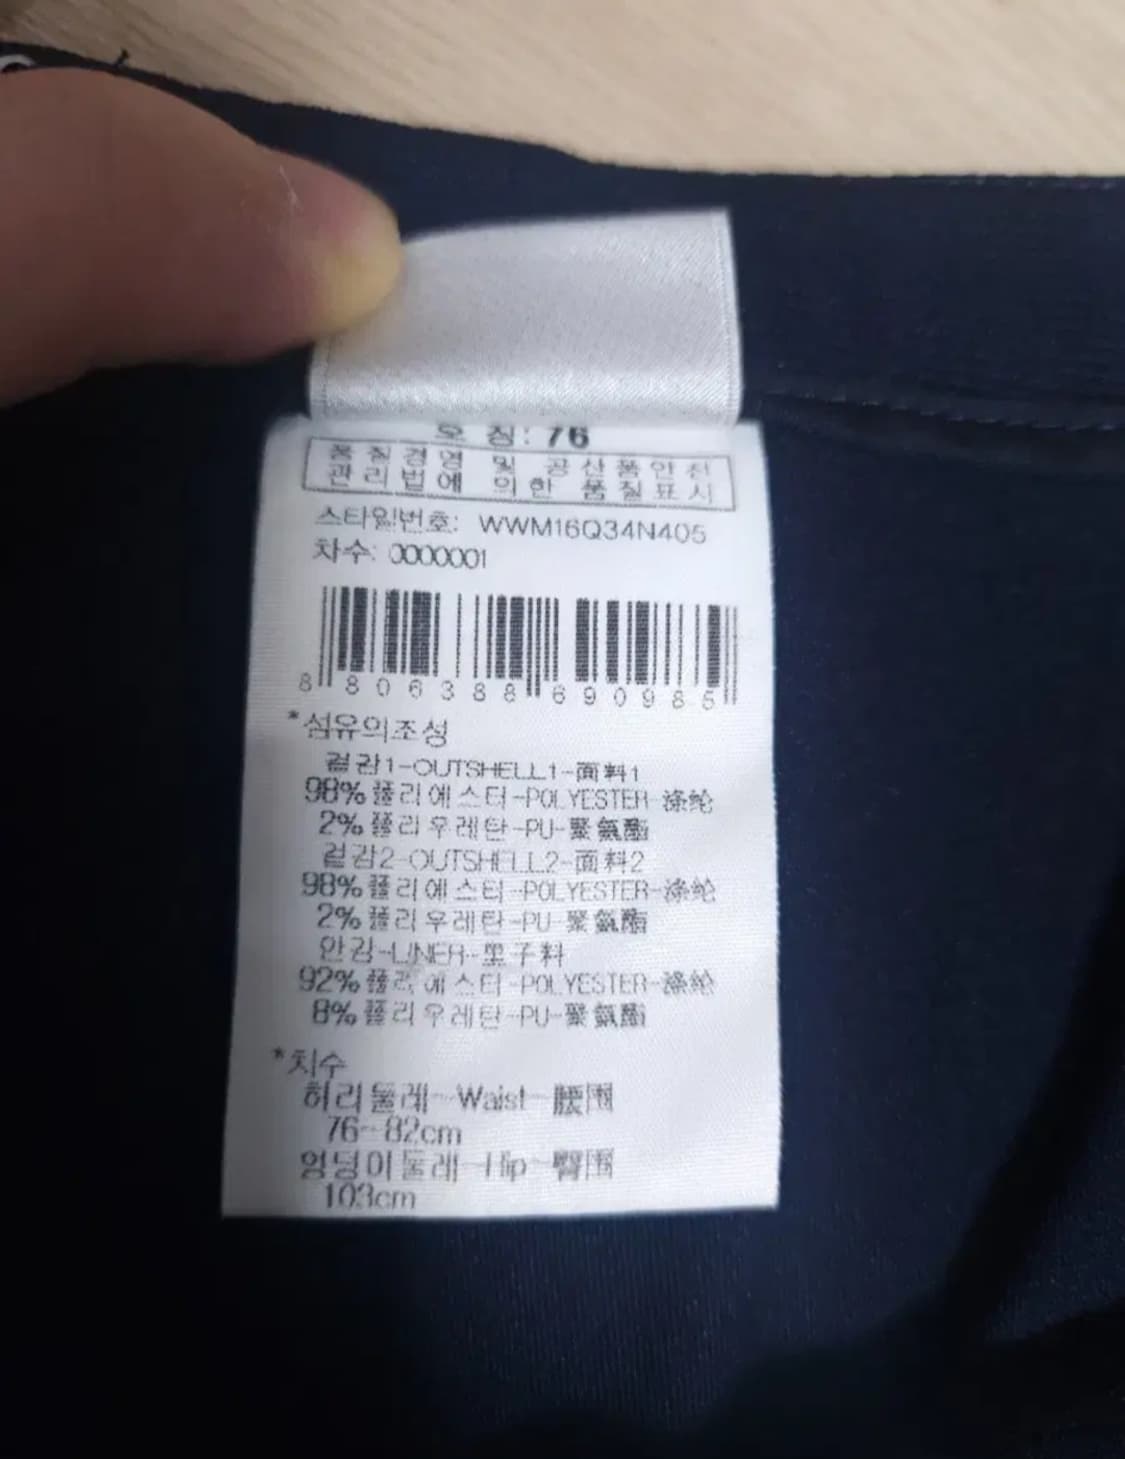 호 칭: 76
품질경영 및 공산품안전
관리법에 의한 품질표시
스타일번호: WWM16Q34N405
차수: 0000001
8 806388 690985
*섬유의조성
겉감1-OUTSHELL1-面料1
98%폴리에스터-POLYESTER-涤纶
2%폴리우레탄-PU-聚氨酯
겉감2-OUTSHELL2-面料2
98%폴리에스터-POLYESTER-涤纶
2%폴리우레탄-PU-聚氨酯
안감-LINER-里子料
92%폴리에스터-POLYESTER-涤纶
8%폴리우레탄-PU-聚氨酯
*치수
허리둘레-Waist-腰围
76-82cm
엉덩이둘레-Hip-臀围
103cm